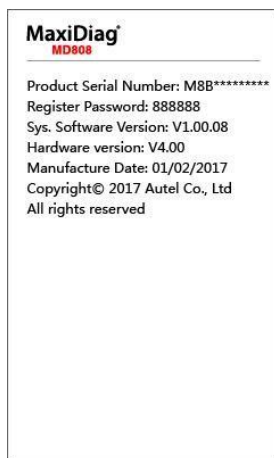 MaxiDiag
MD808
Product Serial Number: M8B*********
Register Password: 888888
Sys. Software Version: V1.00.08
Hardware version: V4.00
Manufacture Date: 01/02/2017
Copyright© 2017 Autel Co., Ltd
All rights reserved